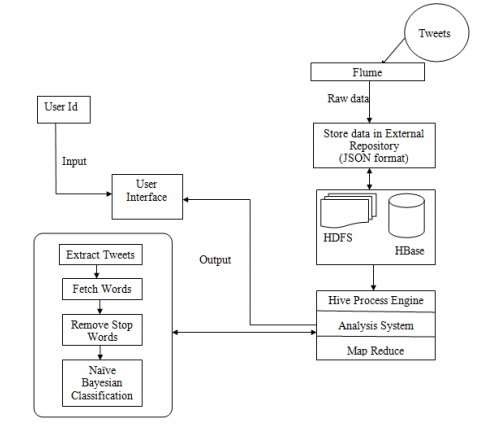 Tweets
Flume
Raw data
User Id
Store data in External
Repository
(JSON format)
Input
User
Interface
HDFS
HBase
Extract Tweets
Output
Fetch Words
Hive Process Engine
Remove Stop
Words
Analysis System
Map Reduce
Naïve
Bayesian
Classification